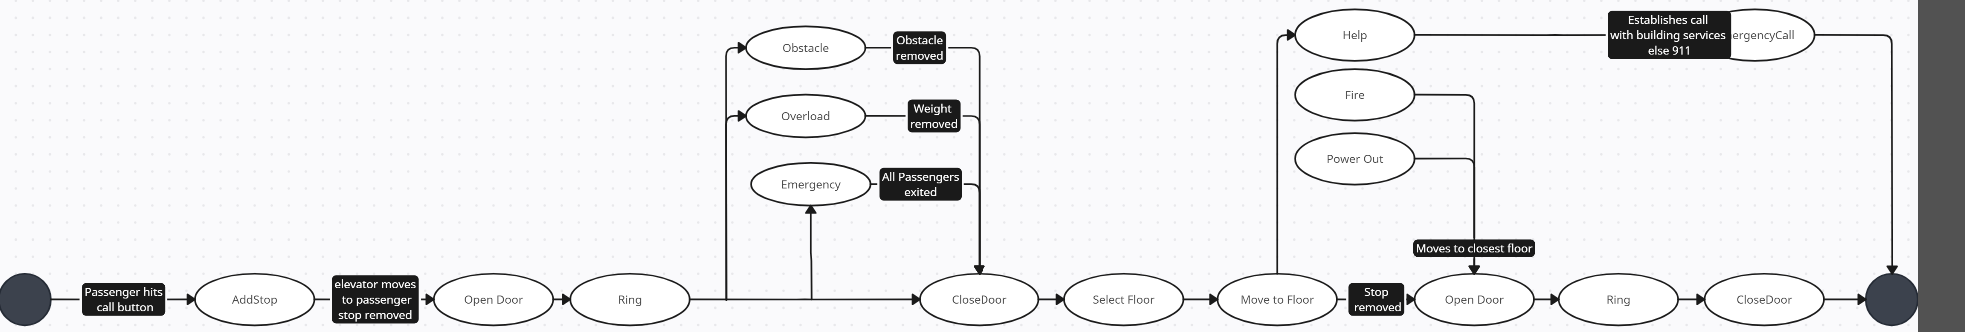 Obstacle
Obstacle
removed
Overload
Weight
removed
Emergency
All Passengers
exited
Help
Establishes call
with building services
else 911
ergencyCall
Fire
Power Out
Moves to closest floor
Passenger hits
call button
AddStop
elevator moves
to passenger
stop removed
Open Door
Ring
CloseDoor
Select Floor
Move to Floor
Stop
removed
Open Door
Ring
CloseDoor